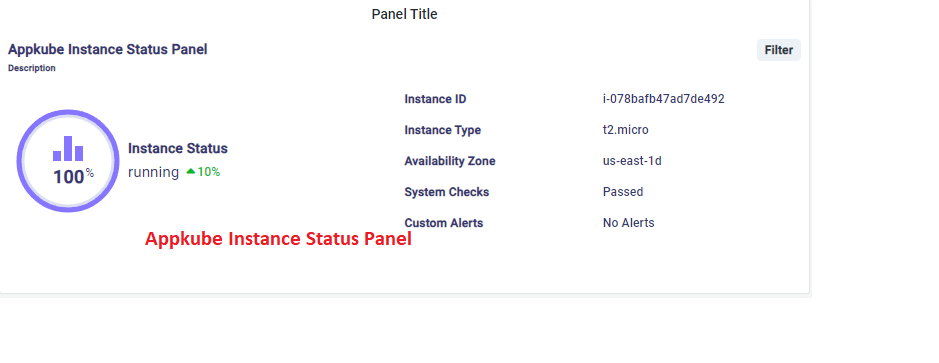 Panel Title
Appkube Instance Status Panel
Filter
Description
Instance ID i-078bafb47ad7de492
Instance Type t2.micro
Availability Zone us-east-1d
System Checks Passed
Custom Alerts No Alerts
100%
Instance Status
running 10%
Appkube Instance Status Panel